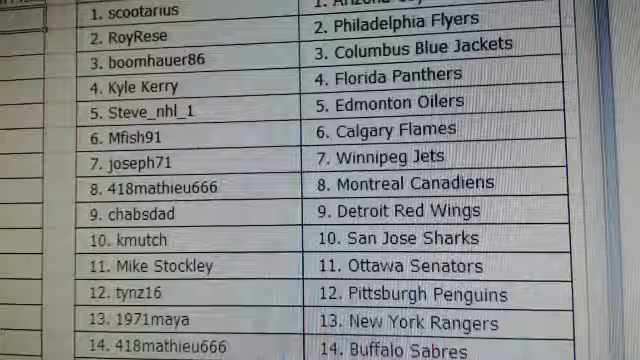 1. scootarius 1. Arizona
2. RoyRese 2. Philadelphia Flyers
3. boomhauer86 3. Columbus Blue Jackets
4. Kyle Kerry 4. Florida Panthers
5. Steve_nhl_1 5. Edmonton Oilers
6. Mfish91 6. Calgary Flames
7. joseph71 7. Winnipeg Jets
8. 418mathieu666 8. Montreal Canadiens
9. chabsdad 9. Detroit Red Wings
10. kmutch 10. San Jose Sharks
11. Mike Stockley 11. Ottawa Senators
12. tynz16 12. Pittsburgh Penguins
13. 1971maya 13. New York Rangers
14. 418mathieu666 14. Buffalo Sabres